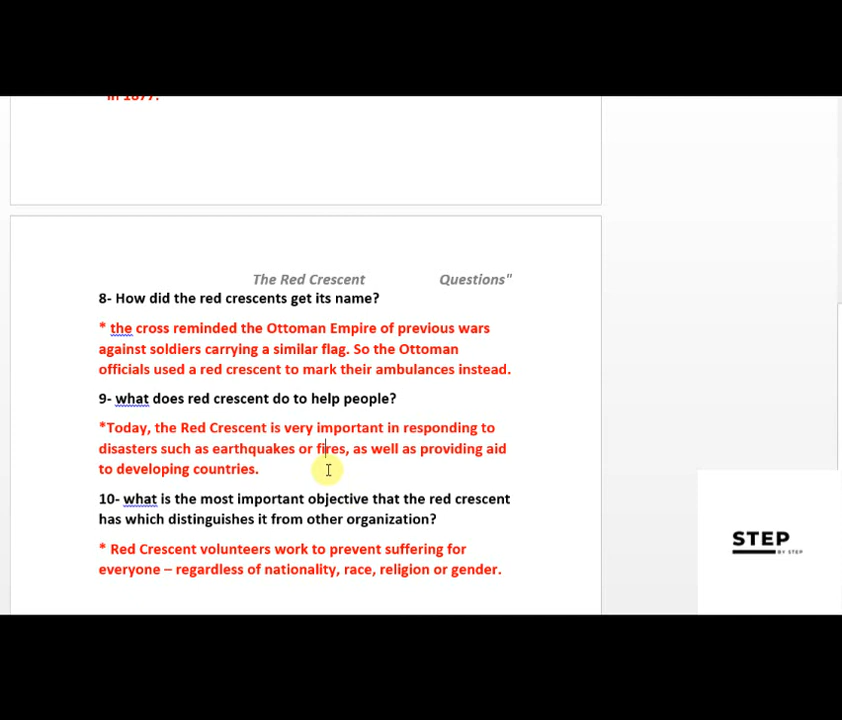 in 1877.
The Red Crescent Questions"
8- How did the red crescents get its name?
* the cross reminded the Ottoman Empire of previous wars
against soldiers carrying a similar flag. So the Ottoman
officials used a red crescent to mark their ambulances instead.
9- what does red crescent do to help people?
*Today, the Red Crescent is very important in responding to
disasters such as earthquakes or fires, as well as providing aid
to developing countries.
10- what is the most important objective that the red crescent
has which distinguishes it from other organization?
* Red Crescent volunteers work to prevent suffering for
everyone – regardless of nationality, race, religion or gender.
STEP
BY STEP